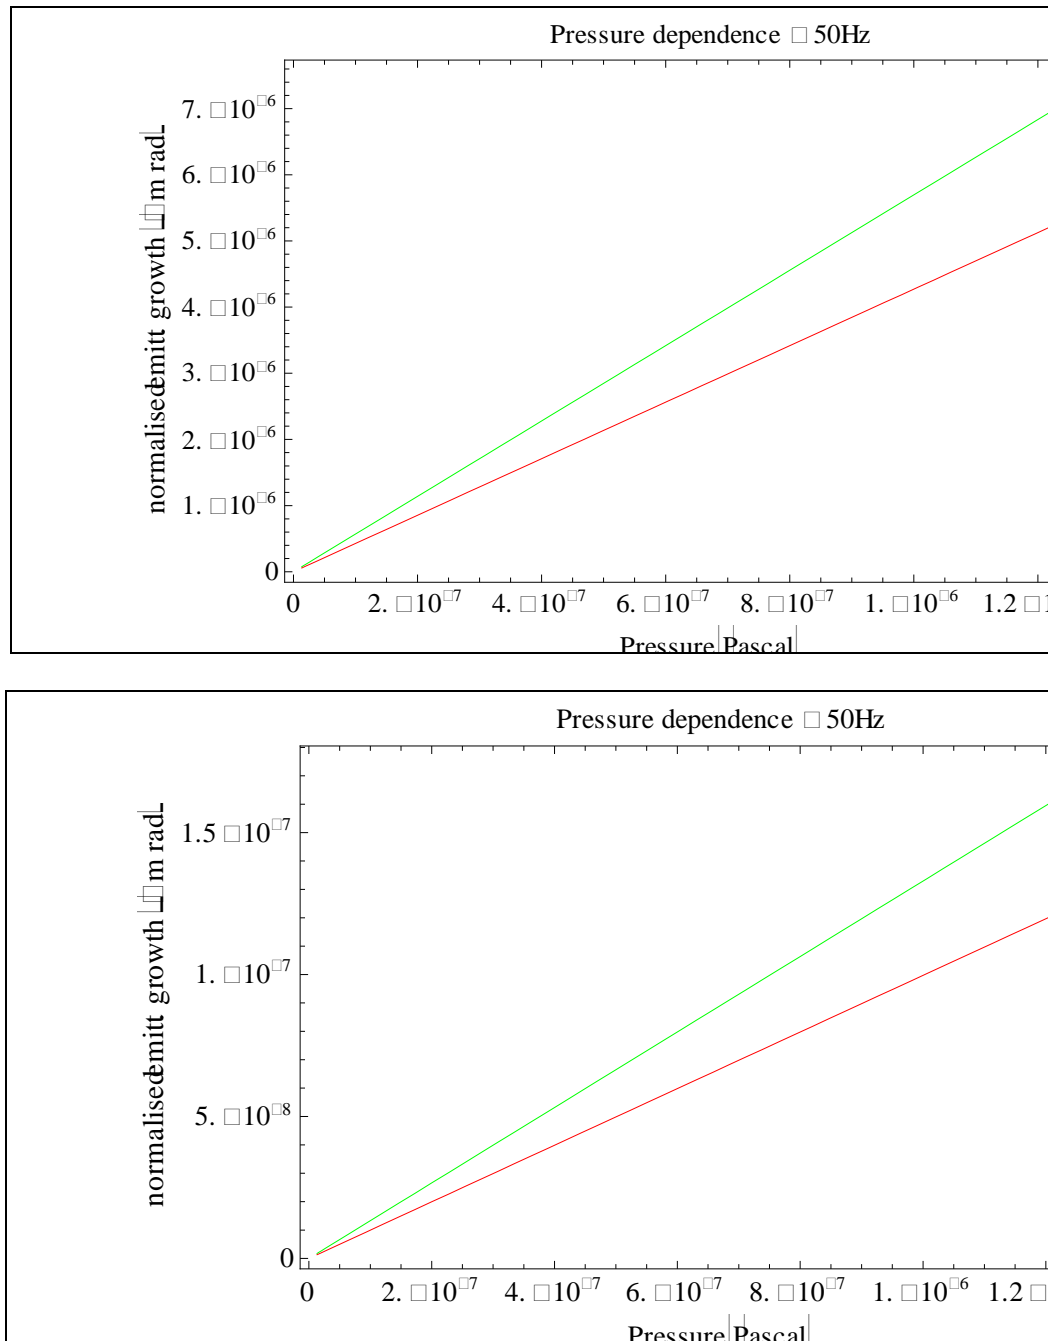 Pressure dependence □ 50Hz
7. □10□6
6. □10□6
5. □10□6
4. □10□6
3. □10□6
2. □10□6
1. □10□6
0
normalised emitt growth □m rad
0 2. □10□7 4. □10□7 6. □10□7 8. □10□7 1. □10□6 1.2 □1
Pressure Pascal
Pressure dependence □ 50Hz
1.5 □10□7
1. □10□7
5. □10□8
0
normalised emitt growth □m rad
0 2. □10□7 4. □10□7 6. □10□7 8. □10□7 1. □10□6 1.2 □
Pressure Pascal